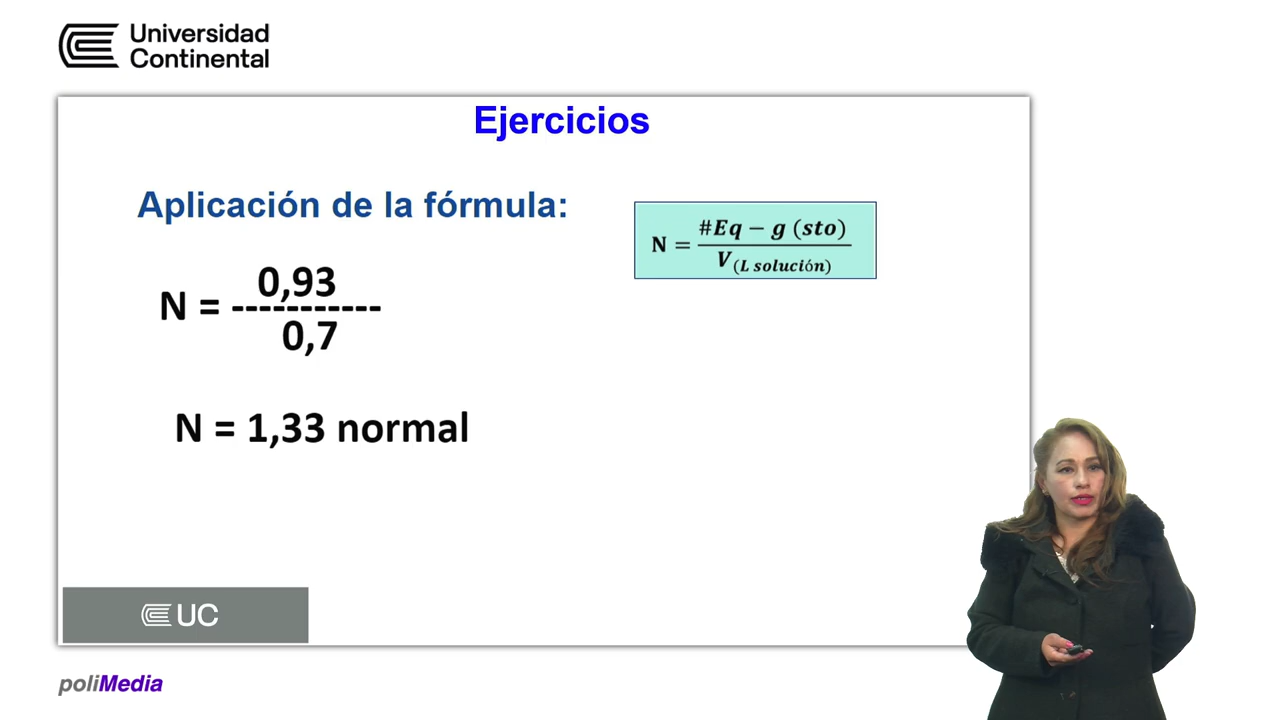 Universidad
Continental
Ejercicios
Aplicación de la fórmula:
N = #Eq − g (sto)
V(L solución)
0,93
N = -----------
0,7
N = 1,33 normal
UC
poliMedia